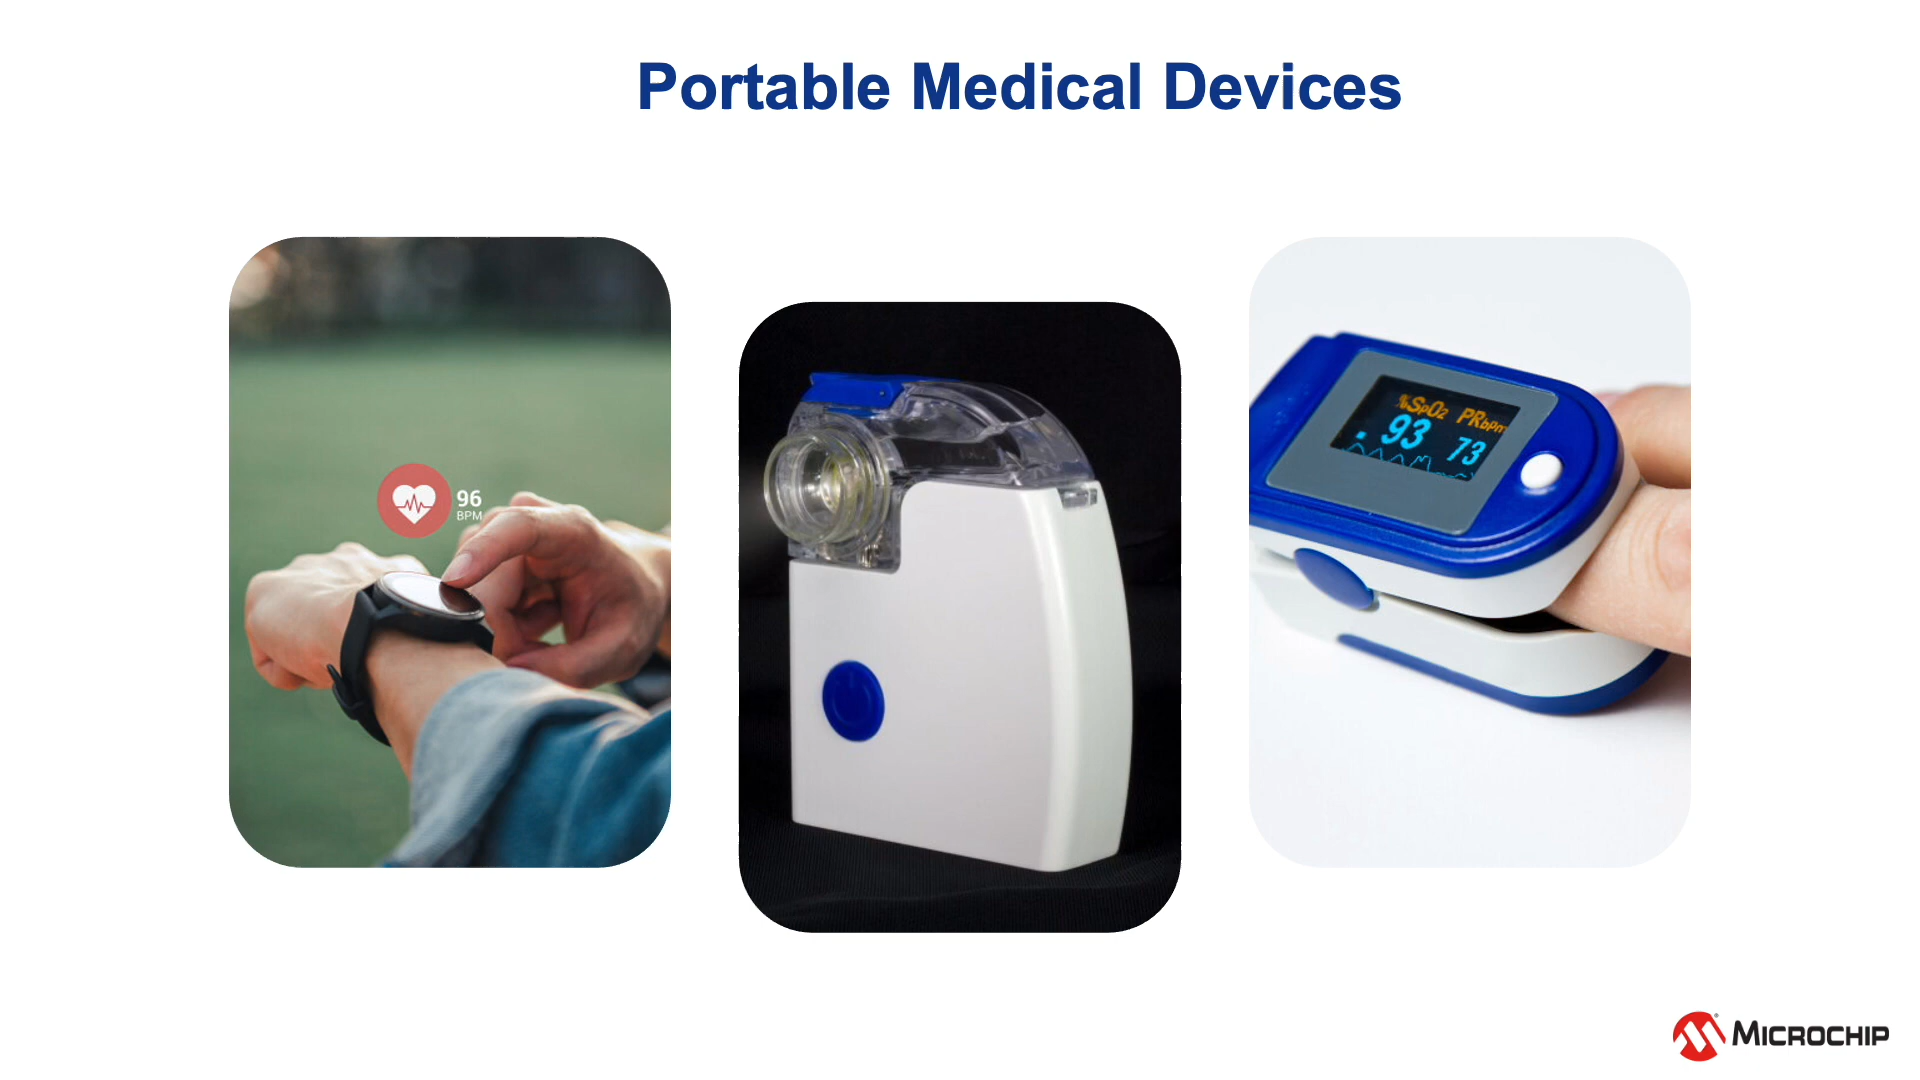 Portable Medical Devices
96
BPM
%SpO2 PRbpm
93 73
MICROCHIP